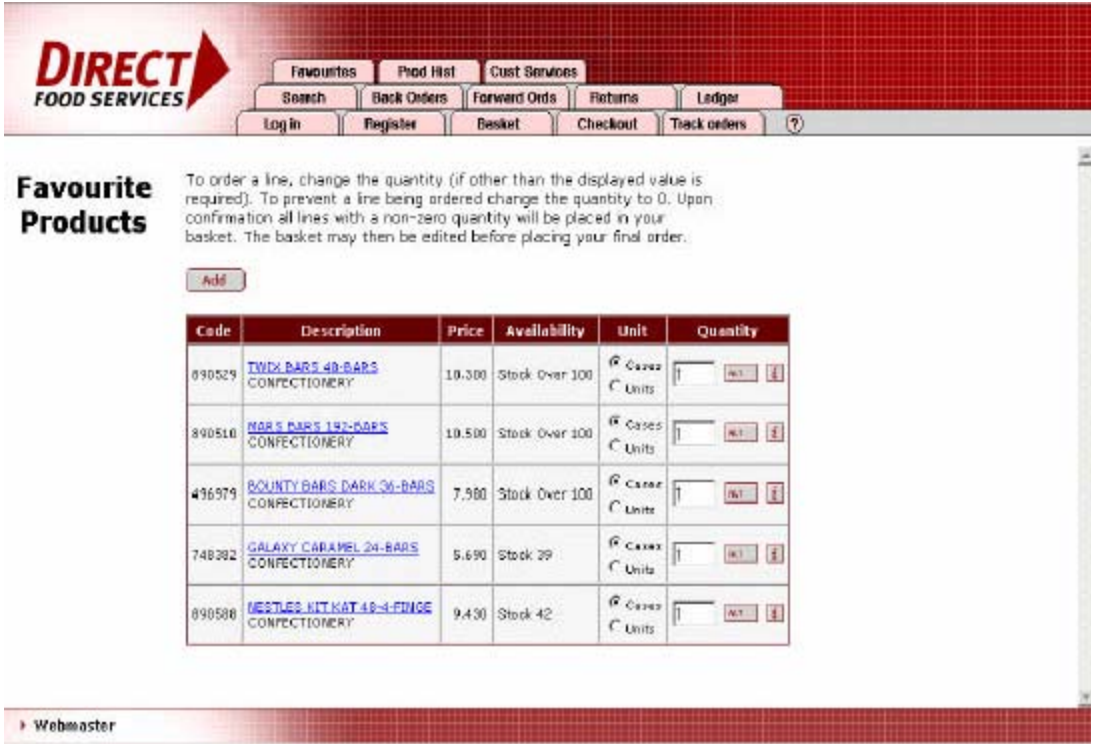 DIRECT
FOOD SERVICES
Favourites Prod Hist Cust Services
Search Back Orders Forward Ords Returns Ledger
Log in Register Basket Checkout Track orders ?
Favourite
Products
To order a line, change the quantity (if other than the displayed value is
required). To prevent a line being ordered change the quantity to 0. Upon
confirmation all lines with a non-zero quantity will be placed in your
basket. The basket may then be edited before placing your final order.
Add
Code Description Price Availability Unit Quantity
890529 TWIX BARS 48-BARS CONFECTIONERY 10.300 Stock Over 100 Cases Units 1 ALT i
890510 MARS BARS 192-BARS CONFECTIONERY 10.500 Stock Over 100 Cases Units 1 ALT i
496979 BOUNTY BARS DARK 36-BARS CONFECTIONERY 7.980 Stock Over 100 Cases Units 1 ALT i
748382 GALAXY CARAMEL 24-BARS CONFECTIONERY 5.690 Stock 39 Cases Units 1 ALT i
890588 NESTLES KIT KAT 48-4-FINGE CONFECTIONERY 9.430 Stock 42 Cases Units 1 ALT i
Webmaster